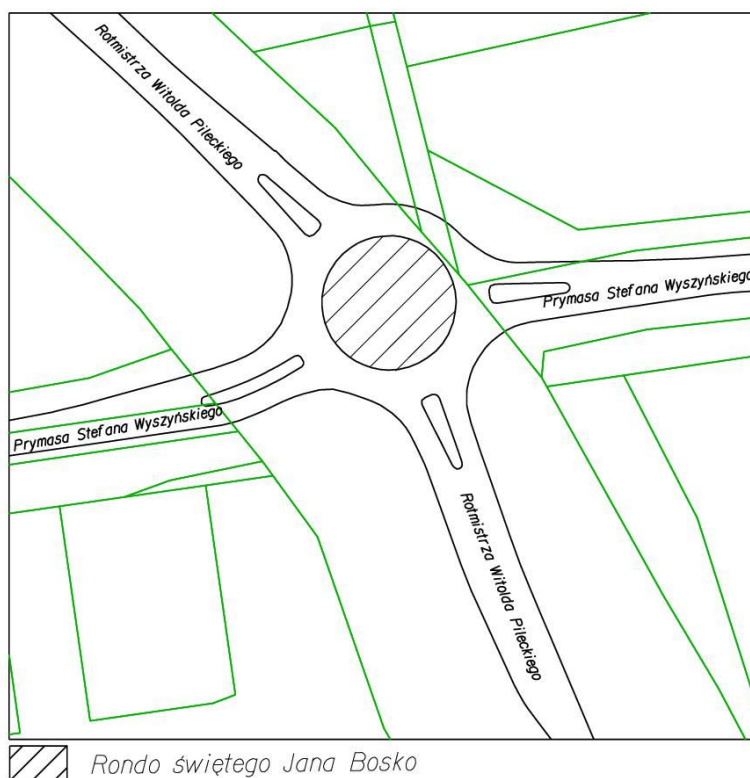 Rotmistrza Witolda Pileckiego
Prymasa Stefana Wyszyńskiego
Prymasa Stefana Wyszyńskiego
Rotmistrza Witolda Pileckiego
Rondo świętego Jana Bosko